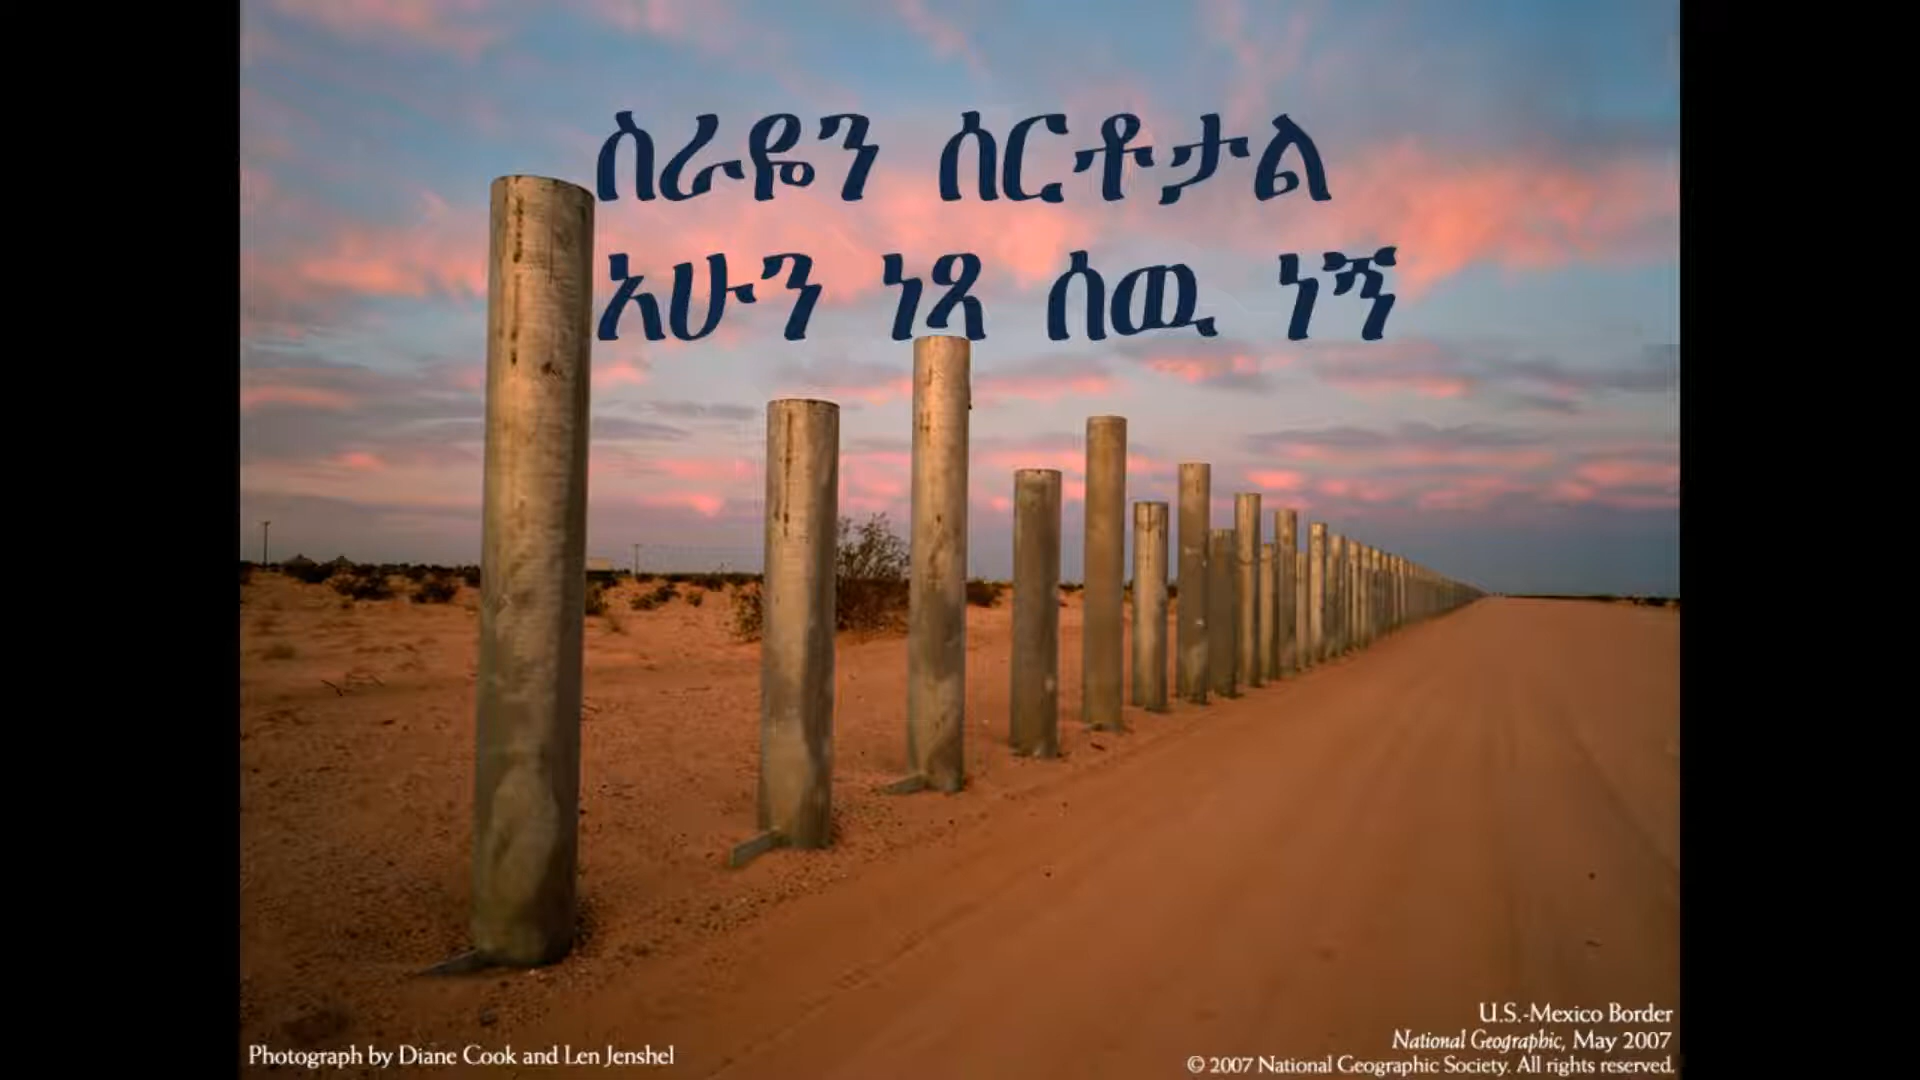 ስራዬን ሰርቶታል
አሁን ነጻ ሰዉ ነኝ
U.S.-Mexico Border
National Geographic, May 2007
Photograph by Diane Cook and Len Jenshel
© 2007 National Geographic Society. All rights reserved.